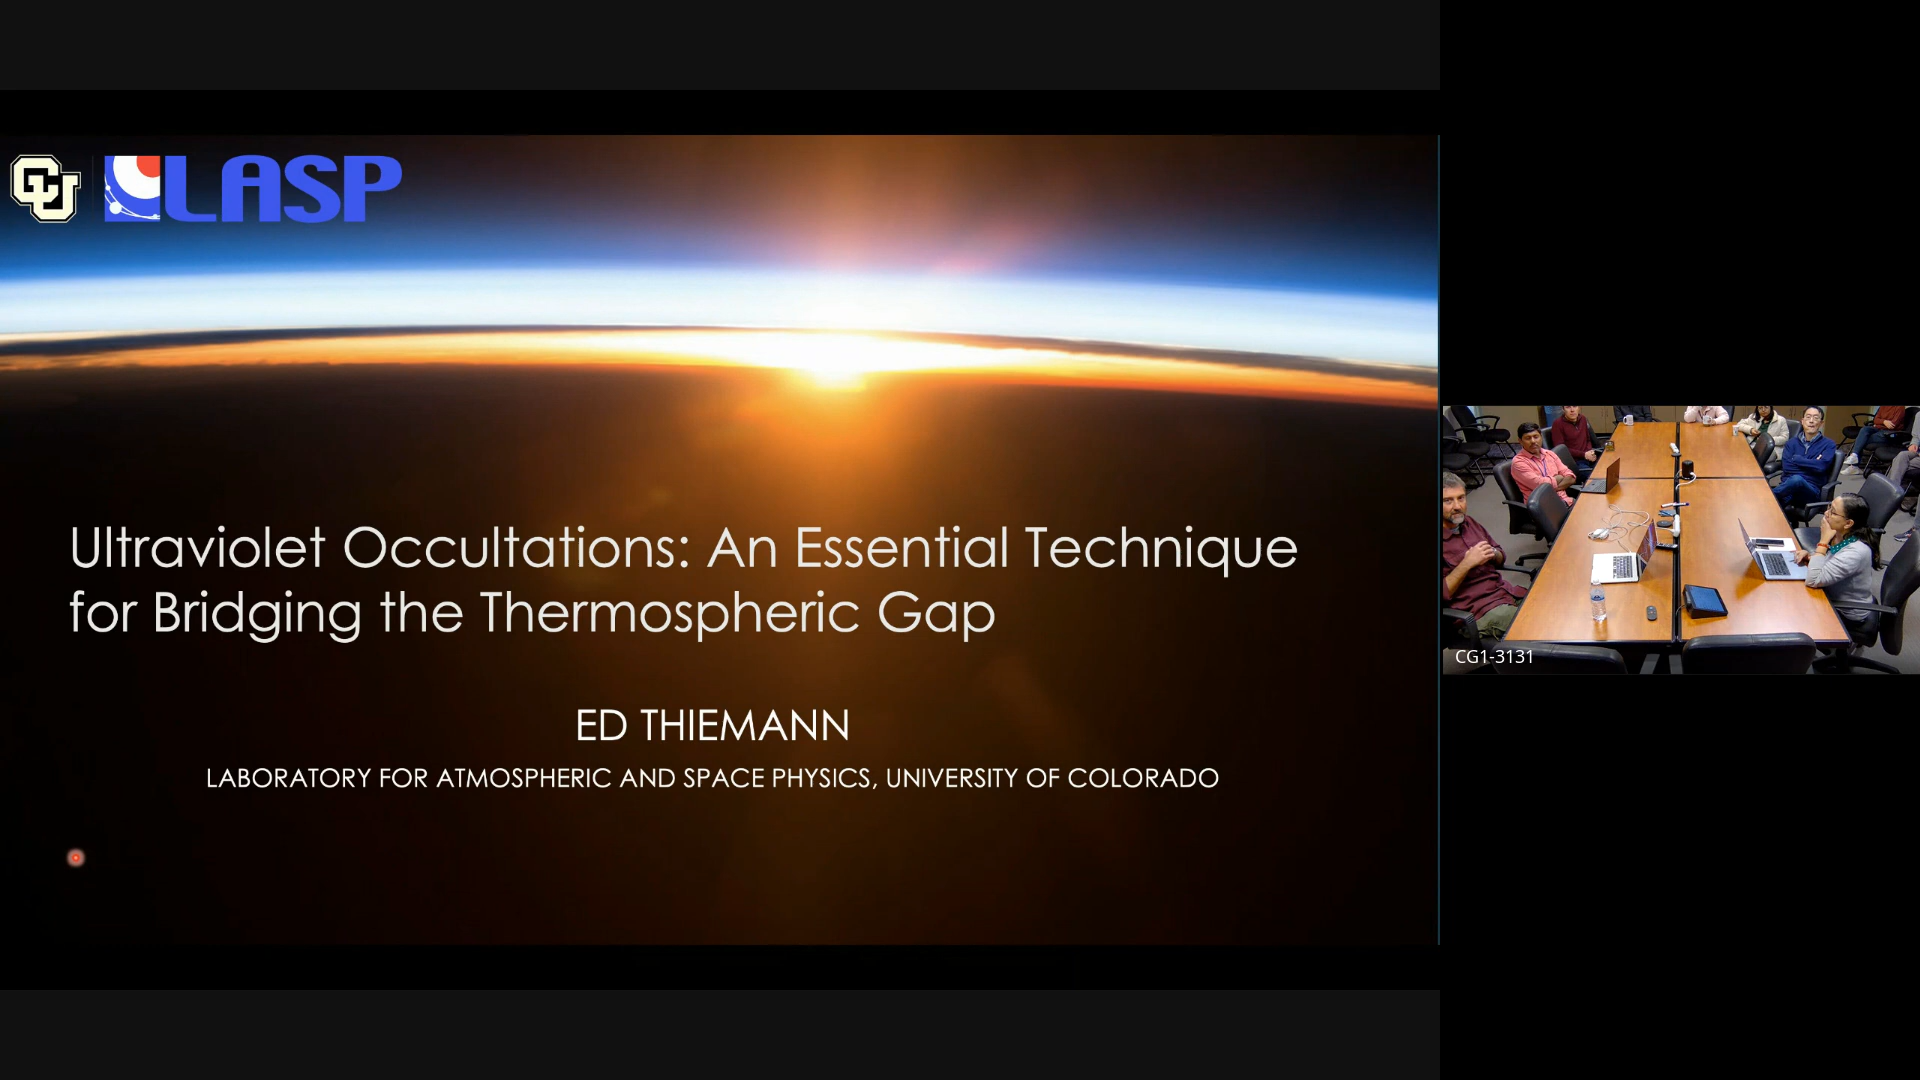 CU
LASP
Ultraviolet Occultations: An Essential Technique
for Bridging the Thermospheric Gap
ED THIEMANN
LABORATORY FOR ATMOSPHERIC AND SPACE PHYSICS, UNIVERSITY OF COLORADO
CG1-3131